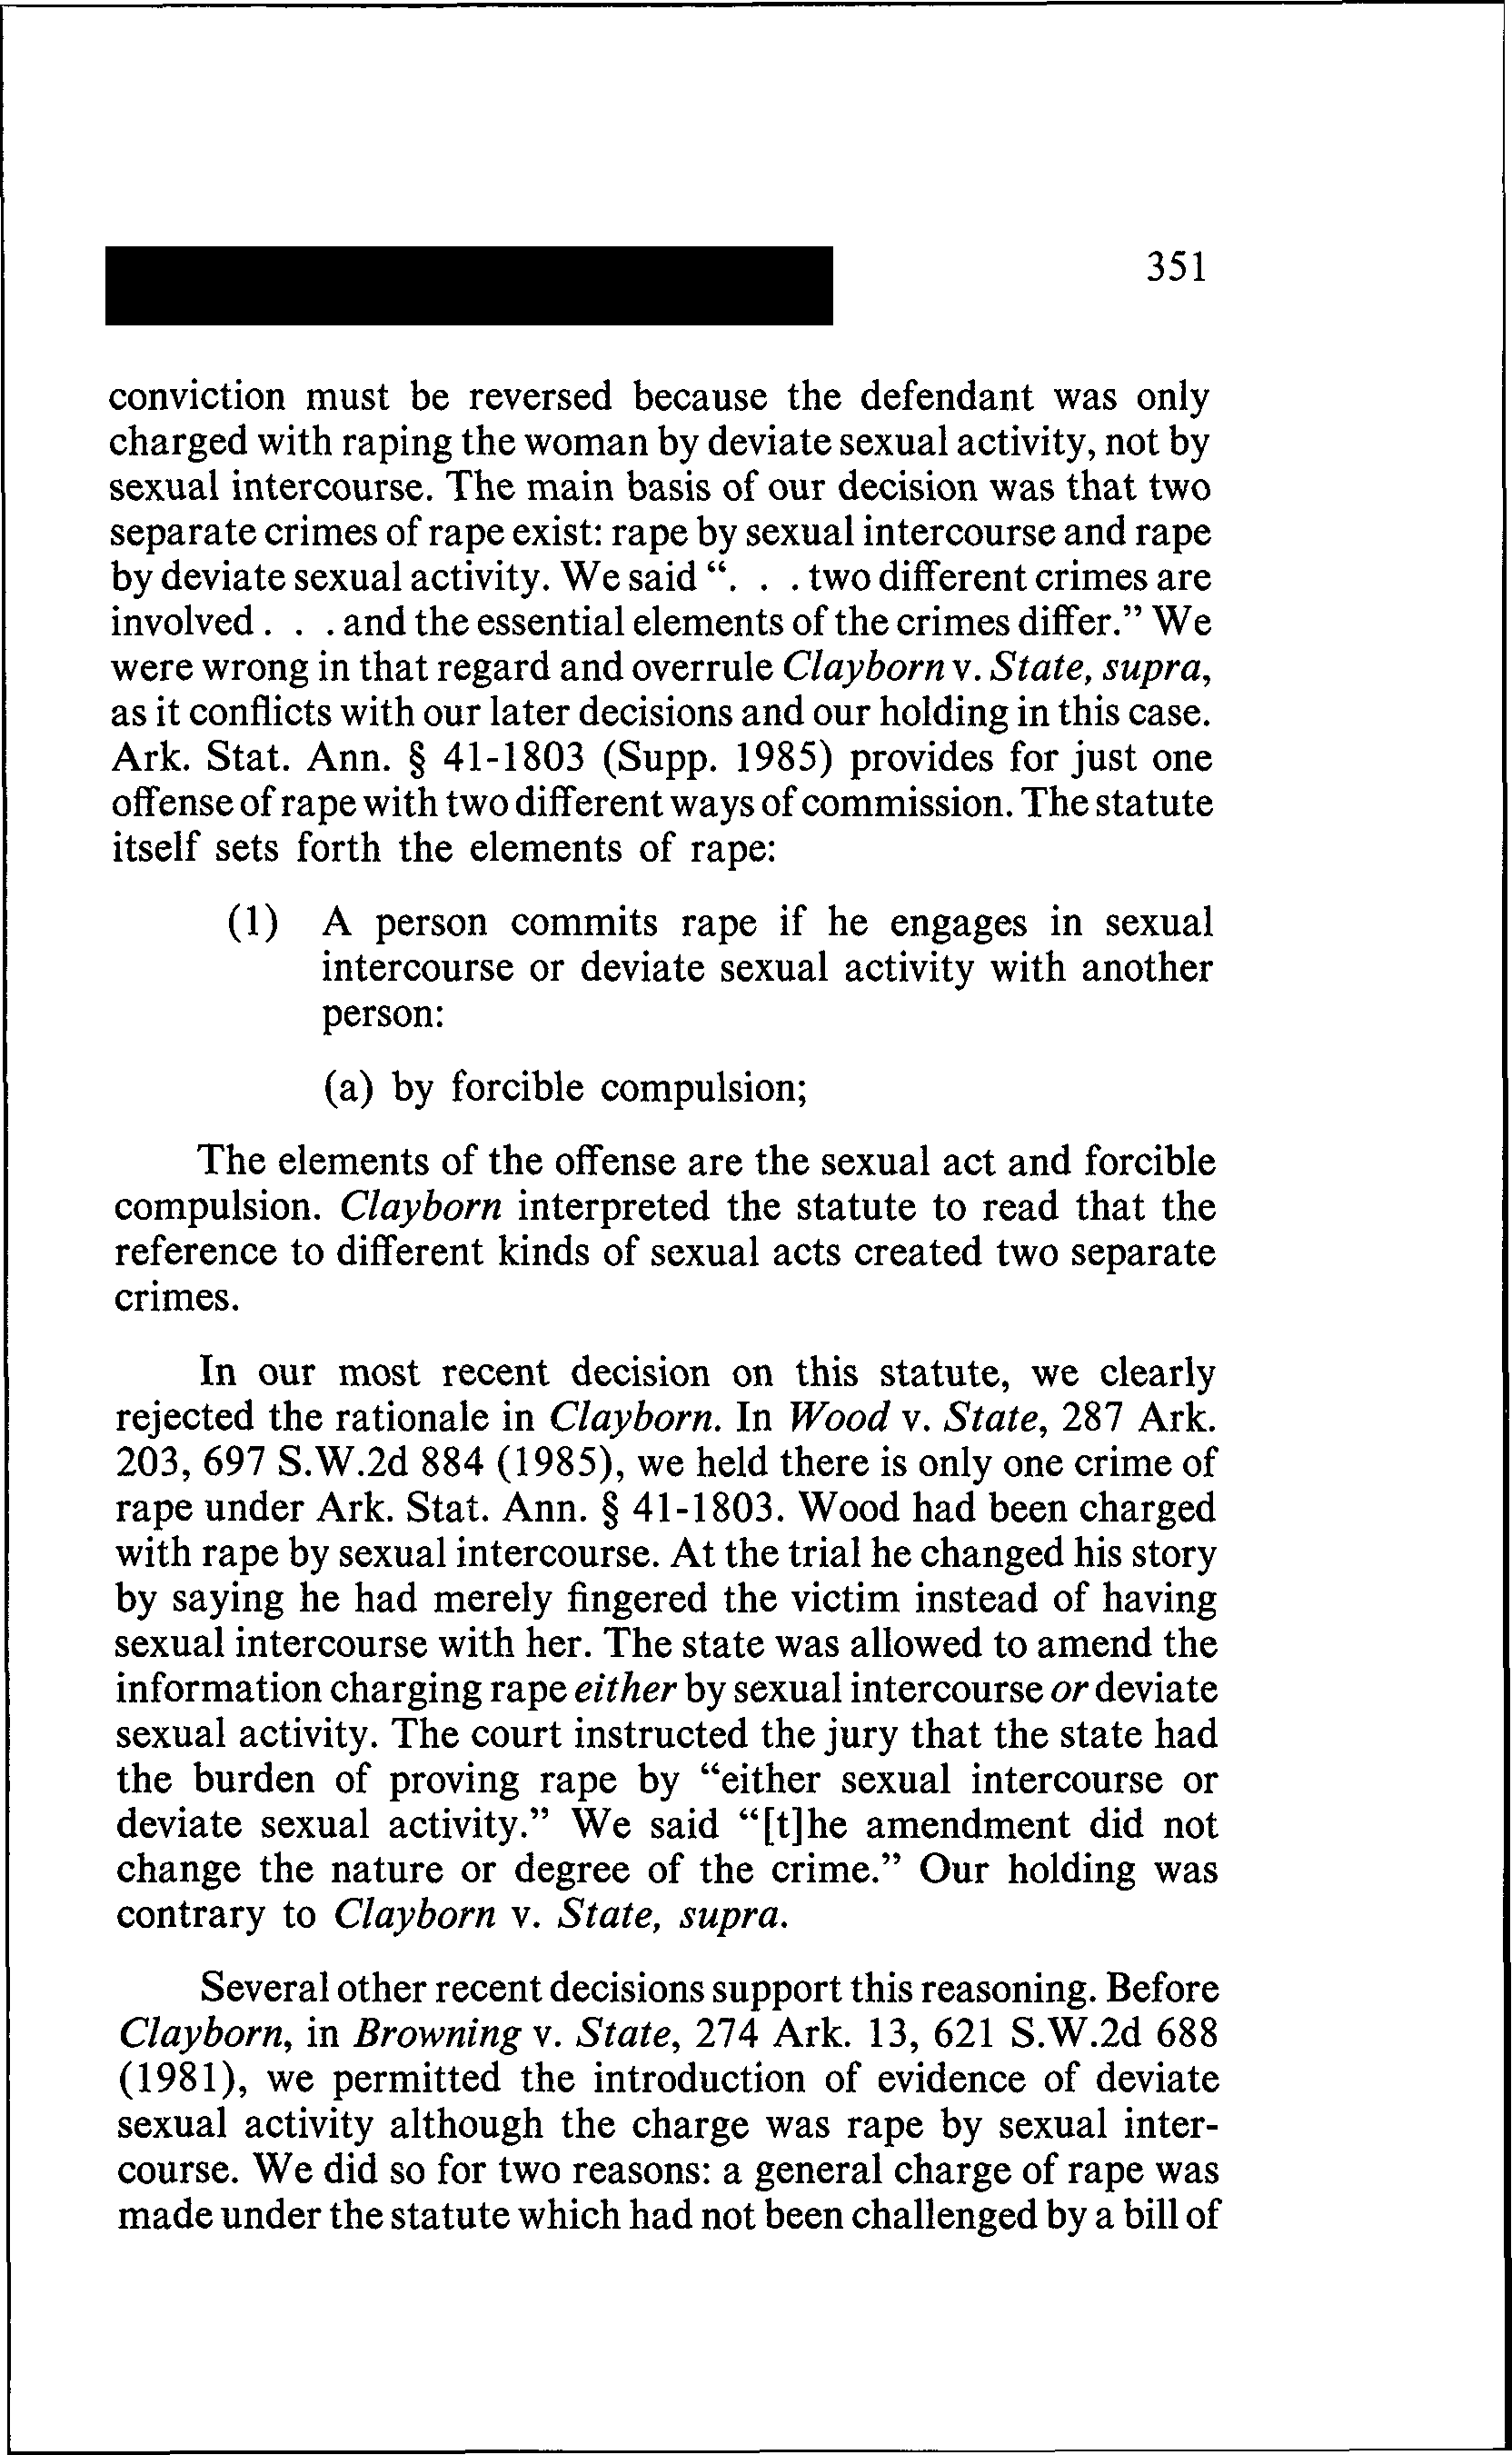 351
conviction must be reversed because the defendant was only
charged with raping the woman by deviate sexual activity, not by
sexual intercourse. The main basis of our decision was that two
separate crimes of rape exist: rape by sexual intercourse and rape
by deviate sexual activity. We said “. . . two different crimes are
involved . . . and the essential elements of the crimes differ.” We
were wrong in that regard and overrule Clayborn v. State, supra,
as it conflicts with our later decisions and our holding in this case.
Ark. Stat. Ann. § 41-1803 (Supp. 1985) provides for just one
offense of rape with two different ways of commission. The statute
itself sets forth the elements of rape:
(1) A person commits rape if he engages in sexual
intercourse or deviate sexual activity with another
person:
(a) by forcible compulsion;
The elements of the offense are the sexual act and forcible
compulsion. Clayborn interpreted the statute to read that the
reference to different kinds of sexual acts created two separate
crimes.
In our most recent decision on this statute, we clearly
rejected the rationale in Clayborn. In Wood v. State, 287 Ark.
203, 697 S.W.2d 884 (1985), we held there is only one crime of
rape under Ark. Stat. Ann. § 41-1803. Wood had been charged
with rape by sexual intercourse. At the trial he changed his story
by saying he had merely fingered the victim instead of having
sexual intercourse with her. The state was allowed to amend the
information charging rape either by sexual intercourse or deviate
sexual activity. The court instructed the jury that the state had
the burden of proving rape by “either sexual intercourse or
deviate sexual activity.” We said “[t]he amendment did not
change the nature or degree of the crime.” Our holding was
contrary to Clayborn v. State, supra.
Several other recent decisions support this reasoning. Before
Clayborn, in Browning v. State, 274 Ark. 13, 621 S.W.2d 688
(1981), we permitted the introduction of evidence of deviate
sexual activity although the charge was rape by sexual inter-
course. We did so for two reasons: a general charge of rape was
made under the statute which had not been challenged by a bill of